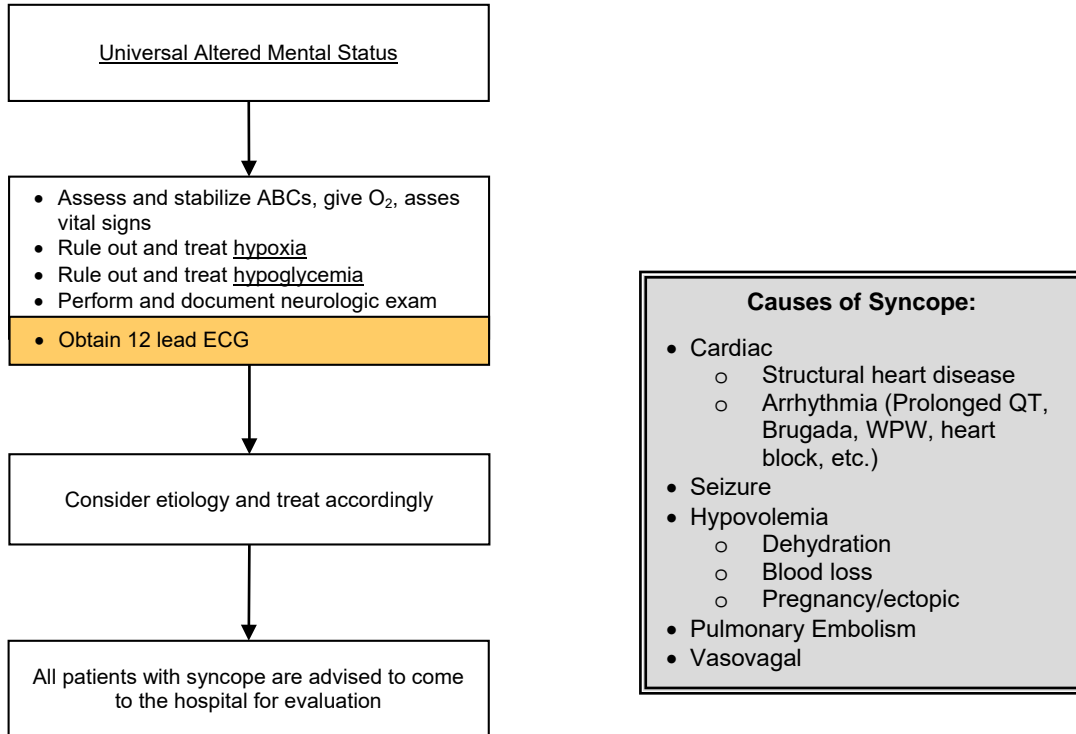 Universal Altered Mental Status
• Assess and stabilize ABCs, give O₂, asses
vital signs
• Rule out and treat hypoxia
• Rule out and treat hypoglycemia
• Perform and document neurologic exam
• Obtain 12 lead ECG
Consider etiology and treat accordingly
All patients with syncope are advised to come
to the hospital for evaluation
Causes of Syncope:
• Cardiac
o Structural heart disease
o Arrhythmia (Prolonged QT,
Brugada, WPW, heart
block, etc.)
• Seizure
• Hypovolemia
o Dehydration
o Blood loss
o Pregnancy/ectopic
• Pulmonary Embolism
• Vasovagal